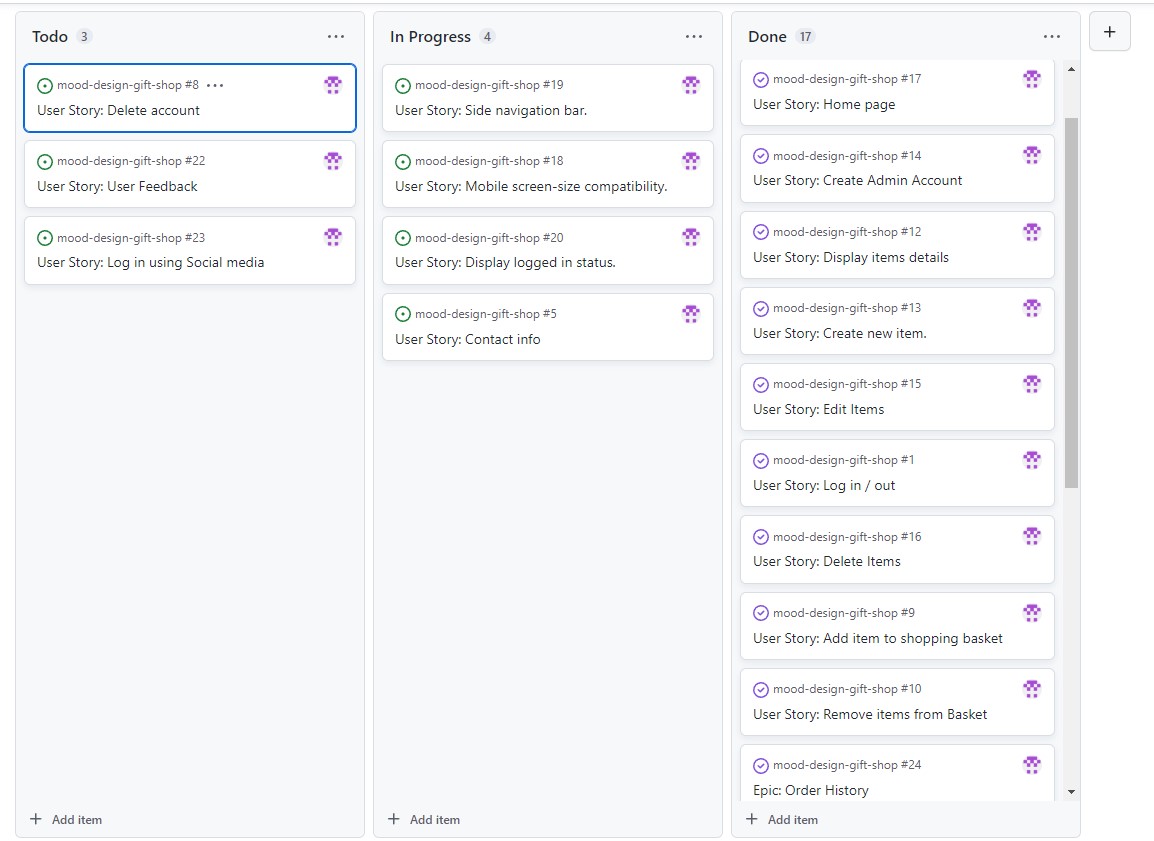 Todo 3
mood-design-gift-shop #8
User Story: Delete account
mood-design-gift-shop #22
User Story: User Feedback
mood-design-gift-shop #23
User Story: Log in using Social media
Add item
In Progress 4
mood-design-gift-shop #19
User Story: Side navigation bar.
mood-design-gift-shop #18
User Story: Mobile screen-size compatibility.
mood-design-gift-shop #20
User Story: Display logged in status.
mood-design-gift-shop #5
User Story: Contact info
Add item
Done 17
mood-design-gift-shop #17
User Story: Home page
mood-design-gift-shop #14
User Story: Create Admin Account
mood-design-gift-shop #12
User Story: Display items details
mood-design-gift-shop #13
User Story: Create new item.
mood-design-gift-shop #15
User Story: Edit Items
mood-design-gift-shop #1
User Story: Log in / out
mood-design-gift-shop #16
User Story: Delete Items
mood-design-gift-shop #9
User Story: Add item to shopping basket
mood-design-gift-shop #10
User Story: Remove items from Basket
mood-design-gift-shop #24
Epic: Order History
Add item